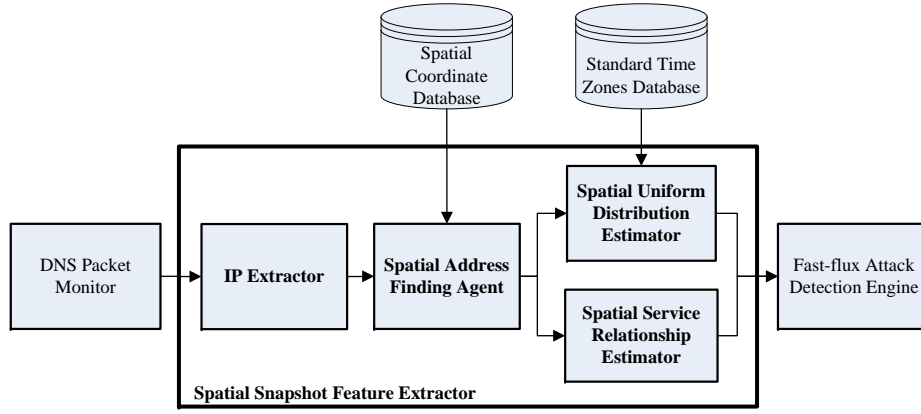 Spatial
Coordinate
Database
Standard Time
Zones Database
DNS Packet
Monitor
IP Extractor
Spatial Address
Finding Agent
Spatial Uniform
Distribution
Estimator
Spatial Service
Relationship
Estimator
Fast-flux Attack
Detection Engine
Spatial Snapshot Feature Extractor